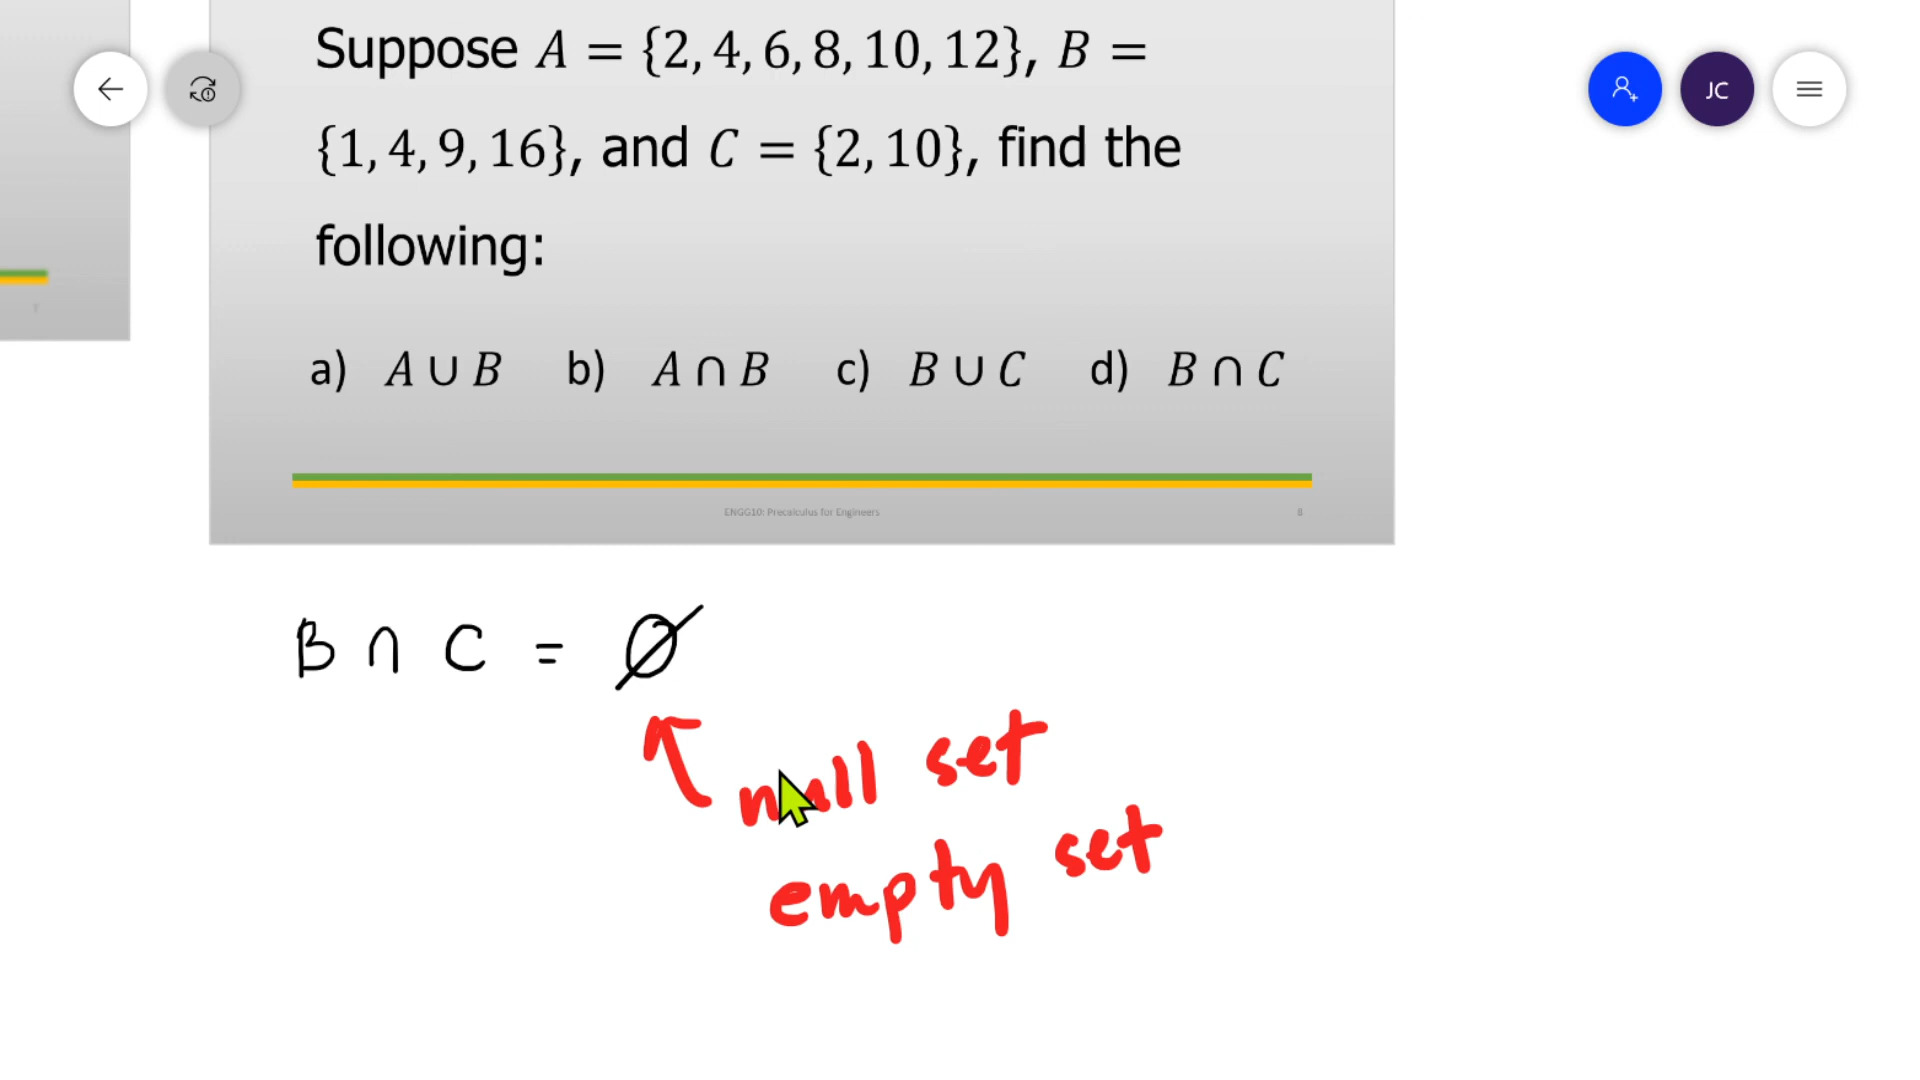 Suppose A = {2, 4, 6, 8, 10, 12}, B =
{1, 4, 9, 16}, and C = {2, 10}, find the
following:
a) A ∪ B b) A ∩ B c) B ∪ C d) B ∩ C
ENGG10: Precalculus for Engineers 8
JC
B ∩ C = ∅
null set
empty set